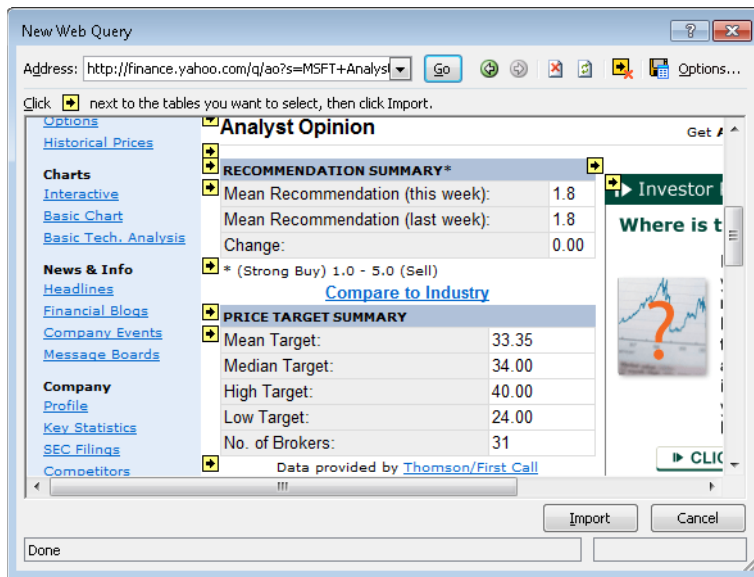 New Web Query
Address: http://finance.yahoo.com/q/ao?s=MSFT+Analyst Go Options...
Click next to the tables you want to select, then click Import.
Options
Historical Prices
Charts
Interactive
Basic Chart
Basic Tech. Analysis
News & Info
Headlines
Financial Blogs
Company Events
Message Boards
Company
Profile
Key Statistics
SEC Filings
Competitors
Analyst Opinion
Get
RECOMMENDATION SUMMARY*
Mean Recommendation (this week): 1.8
Mean Recommendation (last week): 1.8
Change: 0.00
* (Strong Buy) 1.0 - 5.0 (Sell)
Compare to Industry
PRICE TARGET SUMMARY
Mean Target: 33.35
Median Target: 34.00
High Target: 40.00
Low Target: 24.00
No. of Brokers: 31
Data provided by Thomson/First Call
Investor
Where is t
?
CLIC
Import Cancel
Done